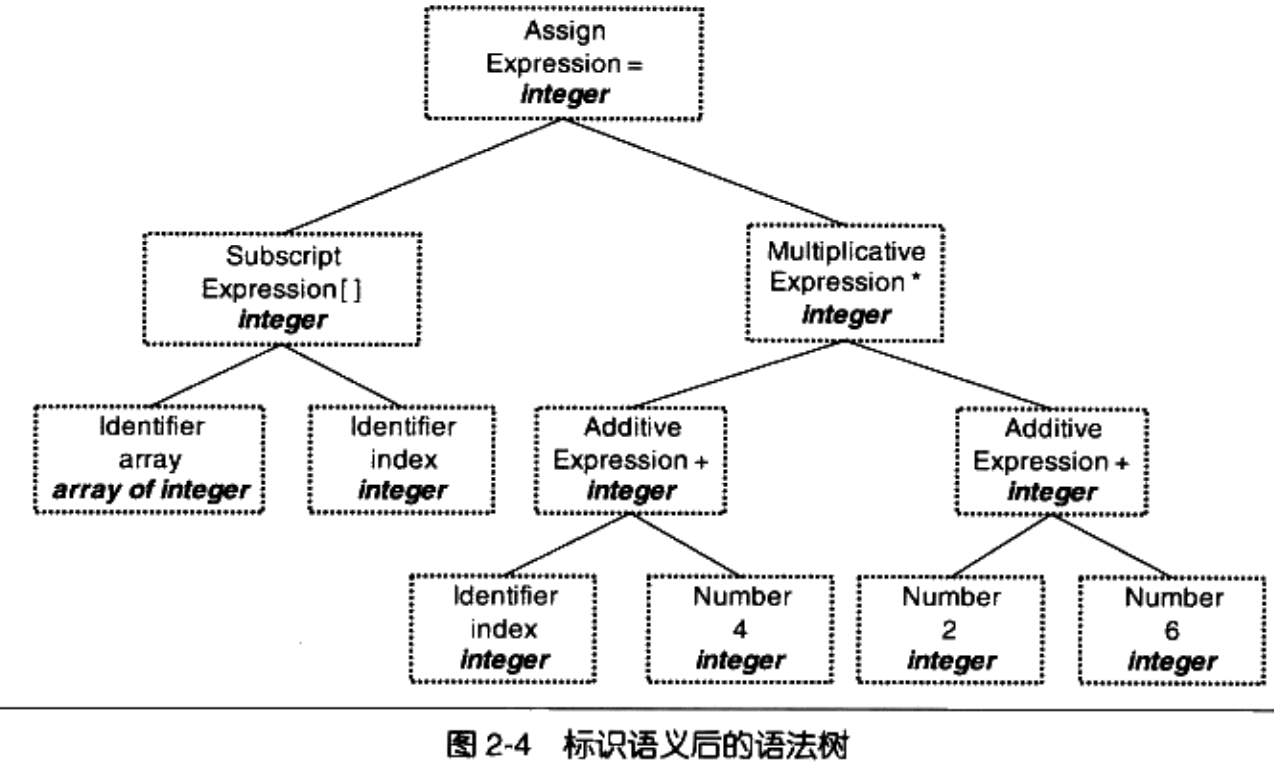 Assign
Expression =
integer
Subscript
Expression [ ]
integer
Multiplicative
Expression *
integer
Identifier
array
array of integer
Identifier
index
integer
Additive
Expression +
integer
Additive
Expression +
integer
Identifier
index
integer
Number
4
integer
Number
2
integer
Number
6
integer
图 2-4 标识语义后的语法树